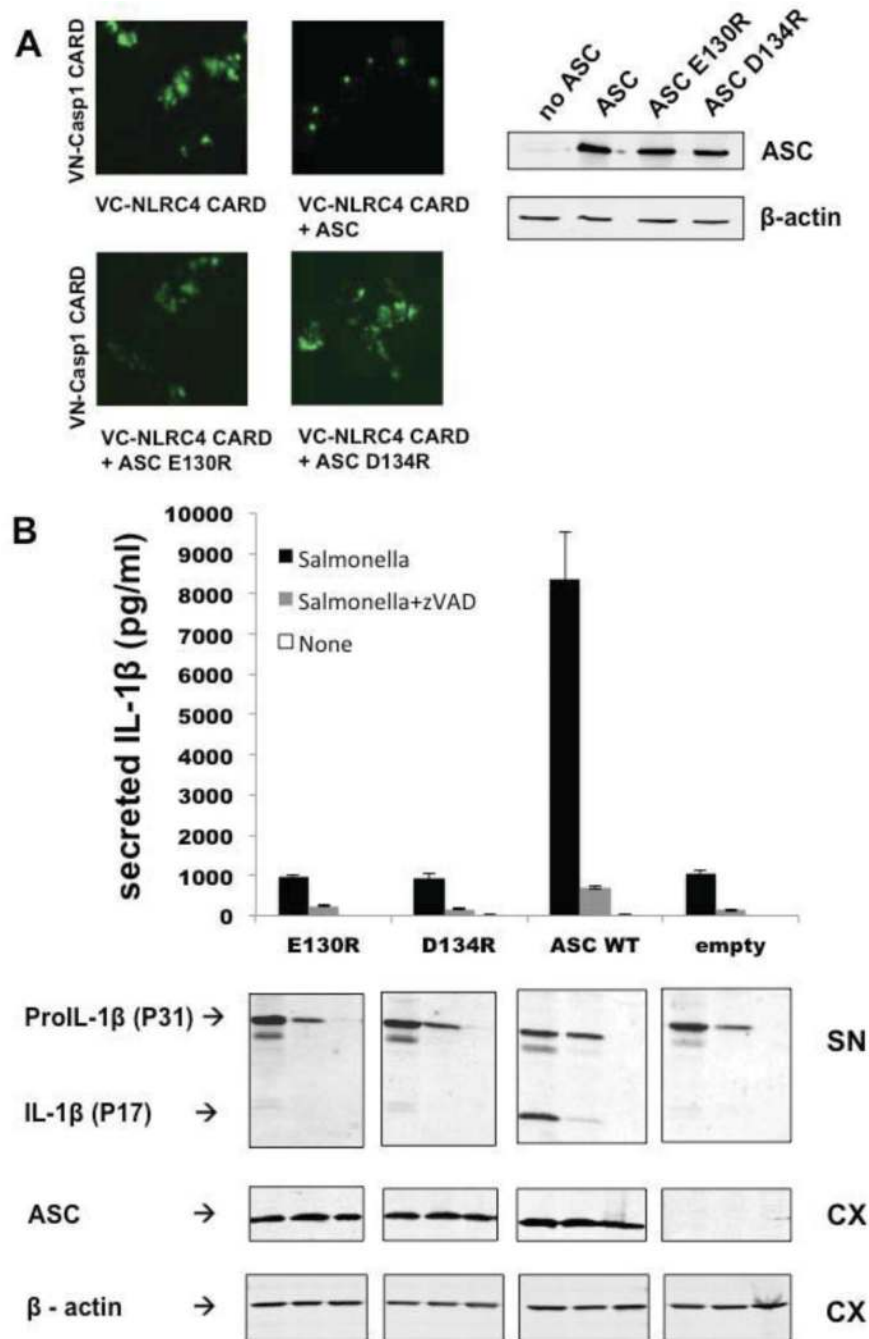 A
VN-Casp1 CARD
VC-NLRC4 CARD
VC-NLRC4 CARD
+ ASC
no ASC
ASC
ASC E130R
ASC D134R
ASC
β-actin
VN-Casp1 CARD
VC-NLRC4 CARD
+ ASC E130R
VC-NLRC4 CARD
+ ASC D134R
B
secreted IL-1β (pg/ml)
10000
9000
8000
7000
6000
5000
4000
3000
2000
1000
0
Salmonella
Salmonella+zVAD
None
E130R
D134R
ASC WT
empty
ProIL-1β (P31) →
IL-1β (P17) →
SN
ASC →
CX
β - actin →
CX